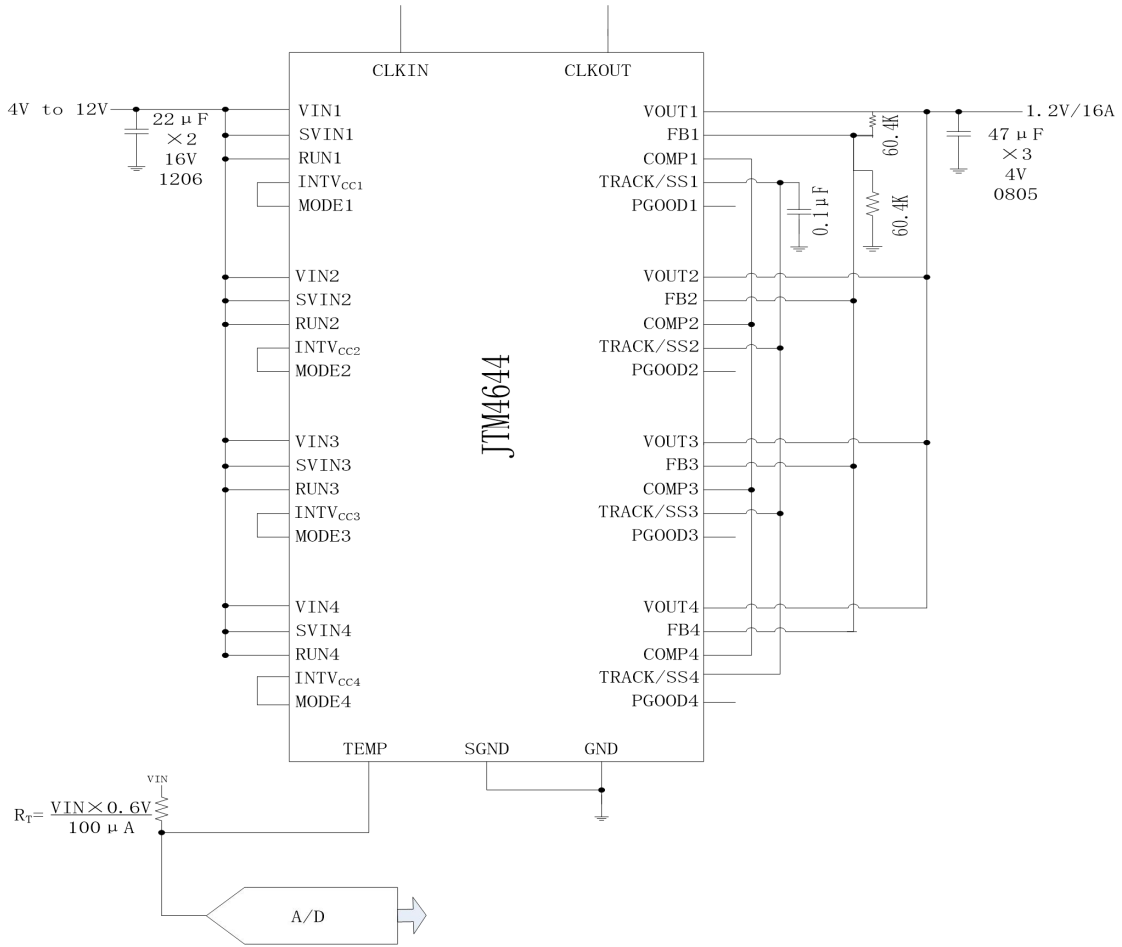 CLKIN CLKOUT
4V to 12V
22μF
×2
16V
1206
VIN1
SVIN1
RUN1
INTVCC1
MODE1
VIN2
SVIN2
RUN2
INTVCC2
MODE2
VIN3
SVIN3
RUN3
INTVCC3
MODE3
VIN4
SVIN4
RUN4
INTVCC4
MODE4
JTM4644
VOUT1
FB1
COMP1
TRACK/SS1
PGOOD1
VOUT2
FB2
COMP2
TRACK/SS2
PGOOD2
VOUT3
FB3
COMP3
TRACK/SS3
PGOOD3
VOUT4
FB4
COMP4
TRACK/SS4
PGOOD4
60.4K
0.1μF
60.4K
1.2V/16A
47μF
×3
4V
0805
TEMP SGND GND
VIN
RT= VIN×0.6V
100μA
A/D